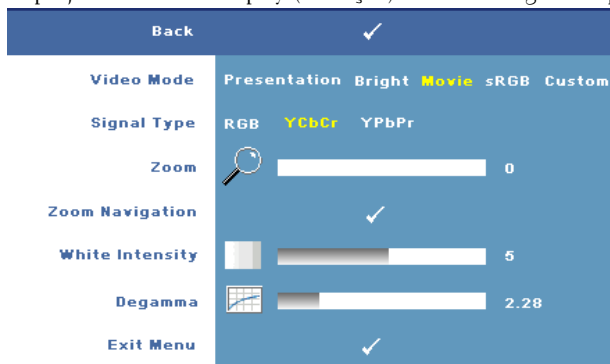 Back
Video Mode Presentation Bright Movie sRGB Custom
Signal Type RGB YCbCr YPbPr
Zoom 0
Zoom Navigation
White Intensity 5
Degamma 2.28
Exit Menu